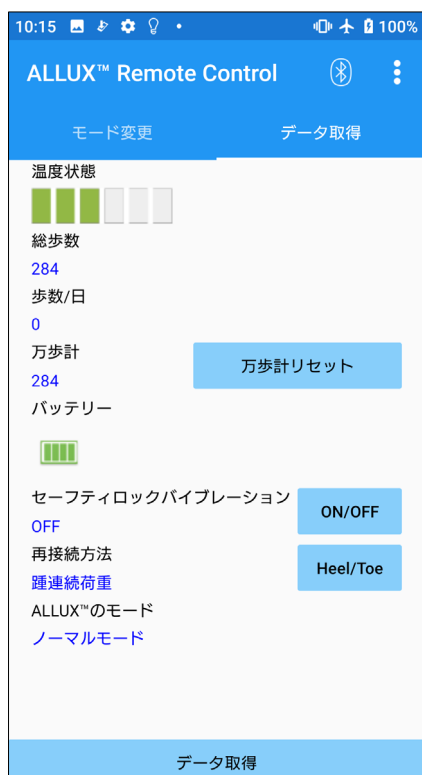 10:15 100%
ALLUX™ Remote Control
モード変更 データ取得
温度状態
総歩数
284
歩数/日
0
万歩計
万歩計リセット
284
バッテリー
セーフティロックバイブレーション
ON/OFF
OFF
再接続方法
Heel/Toe
踵連続荷重
ALLUX™のモード
ノーマルモード
データ取得